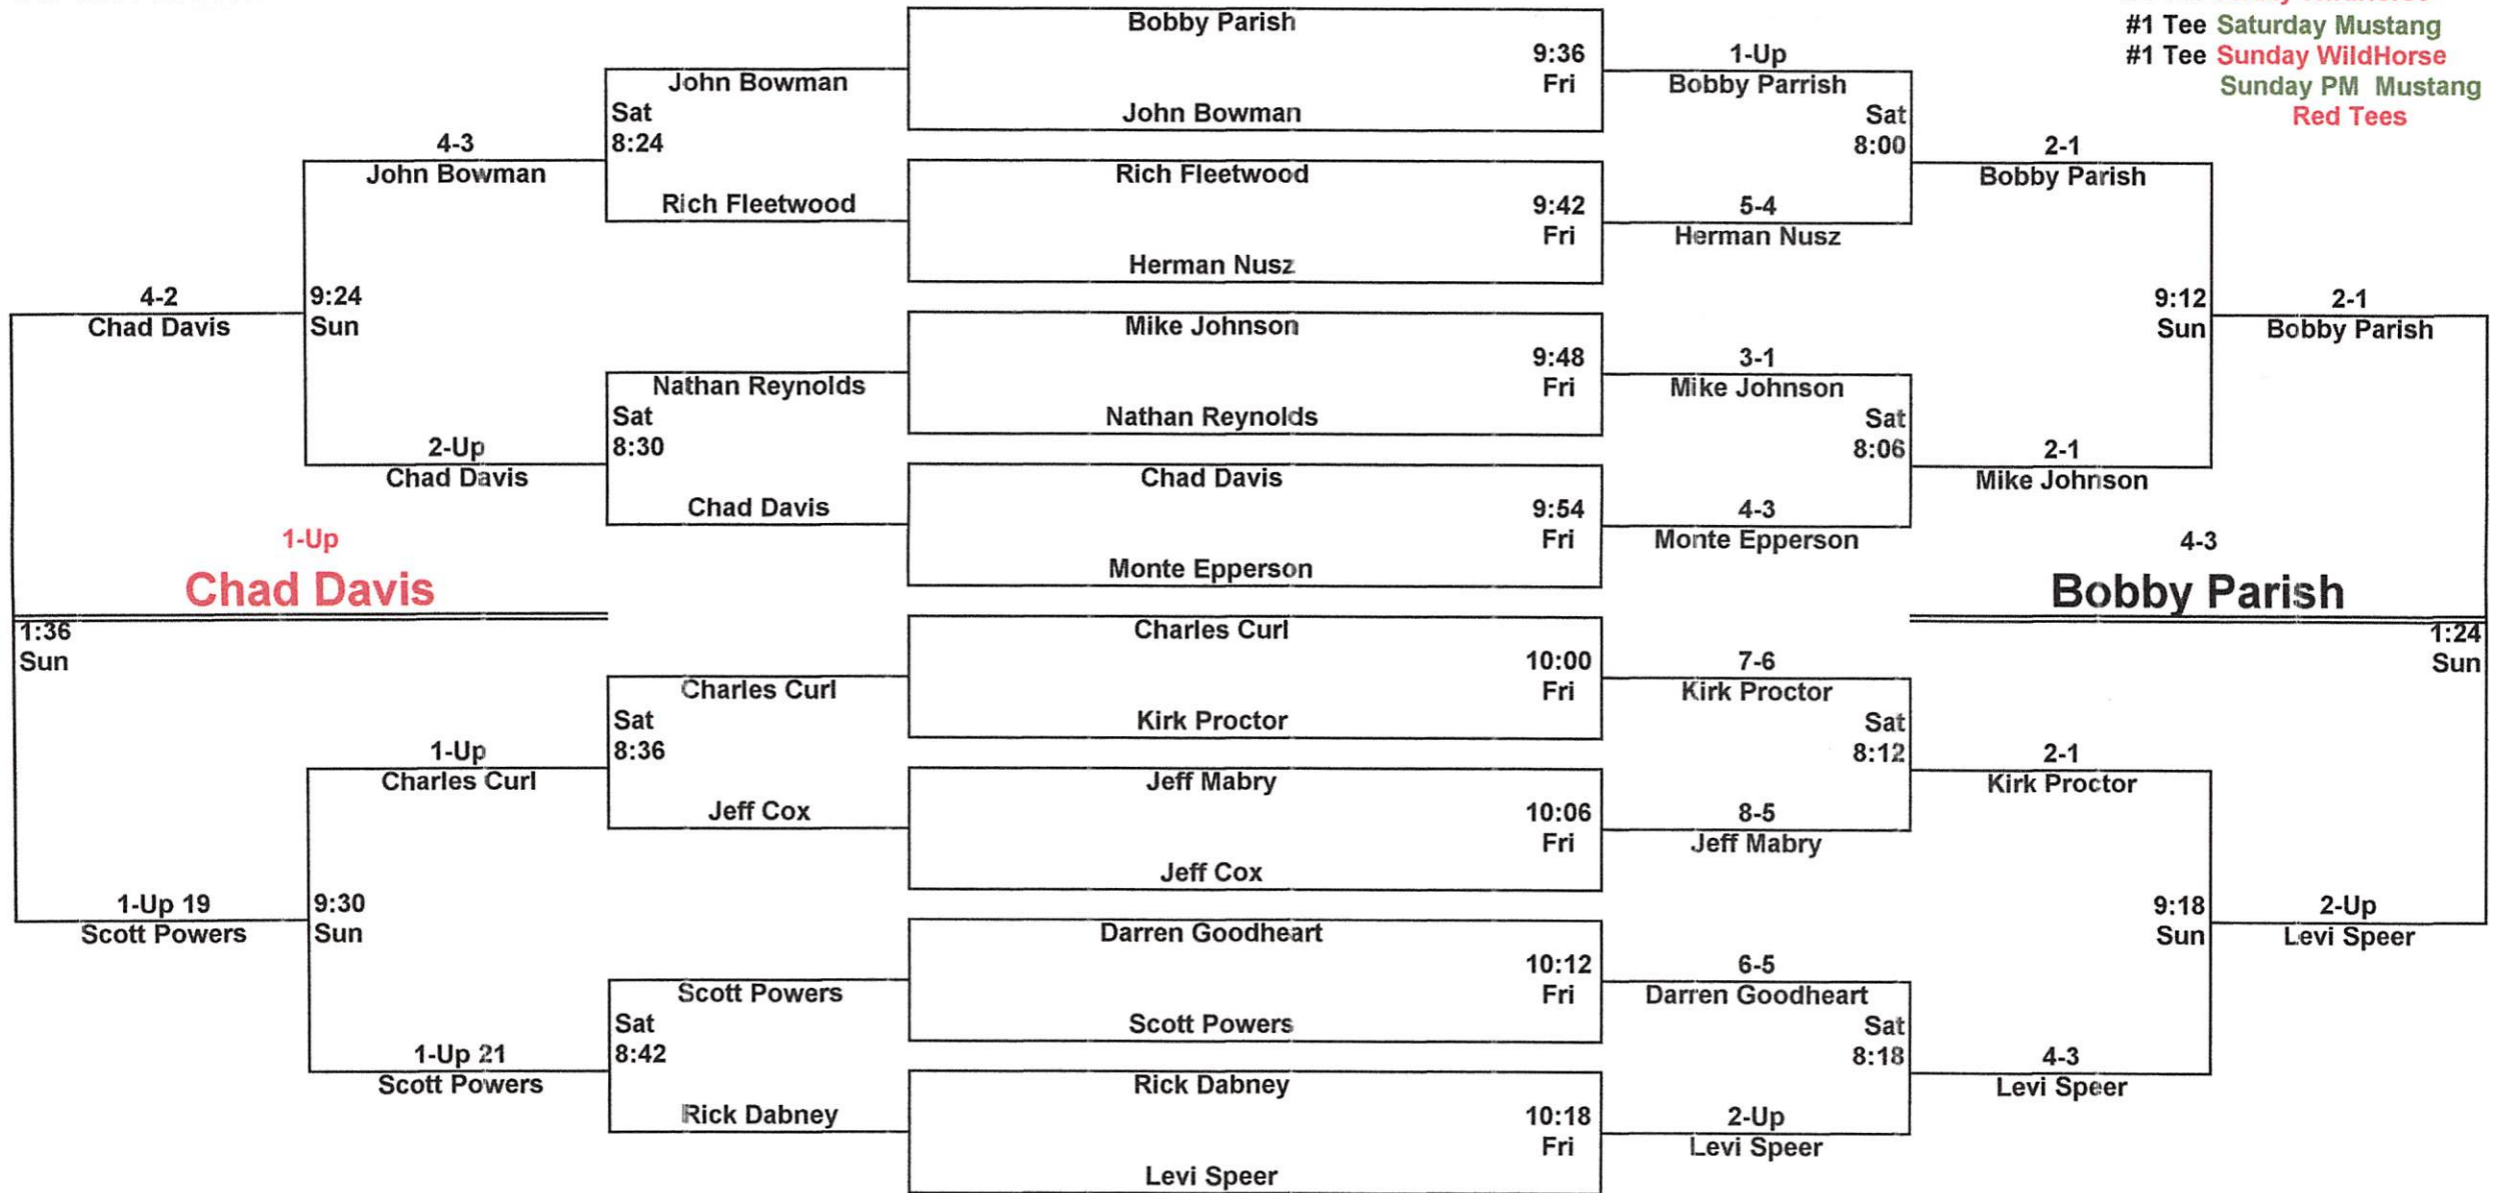 Bobby Parish
#1 Tee Saturday Mustang
9:36 1-Up #1 Tee Sunday WildHorse
John Bowman Fri Bobby Parrish Sunday PM Mustang
Sat John Bowman Sat Red Tees
4-3 8:24 8:00 2-1
John Bowman Rich Fleetwood Bobby Parish
Rich Fleetwood 9:42 5-4
Fri Herman Nusz
Herman Nusz
4-2 9:24 9:12 2-1
Chad Davis Sun Mike Johnson Sun Bobby Parish
9:48 3-1
Nathan Reynolds Fri Mike Johnson
Sat Nathan Reynolds Sat
2-Up 8:30 8:06 2-1
Chad Davis Chad Davis Mike Johnson
Chad Davis 9:54 4-3
1-Up Fri Monte Epperson 4-3
Monte Epperson
Chad Davis Bobby Parish
1:36 Charles Curl 1:24
Sun 10:00 7-6 Sun
Charles Curl Fri Kirk Proctor
Sat Kirk Proctor Sat
1-Up 8:36 8:12 2-1
Charles Curl Jeff Mabry Kirk Proctor
Jeff Cox 10:06 8-5
Fri Jeff Mabry
Jeff Cox
1-Up 19 9:30 9:18 2-Up
Scott Powers Sun Darren Goodheart Sun Levi Speer
10:12 6-5
Scott Powers Fri Darren Goodheart
Sat Scott Powers Sat
1-Up 21 8:42 8:18 4-3
Scott Powers Rick Dabney Levi Speer
Rick Dabney 10:18 2-Up
Fri Levi Speer
Levi Speer